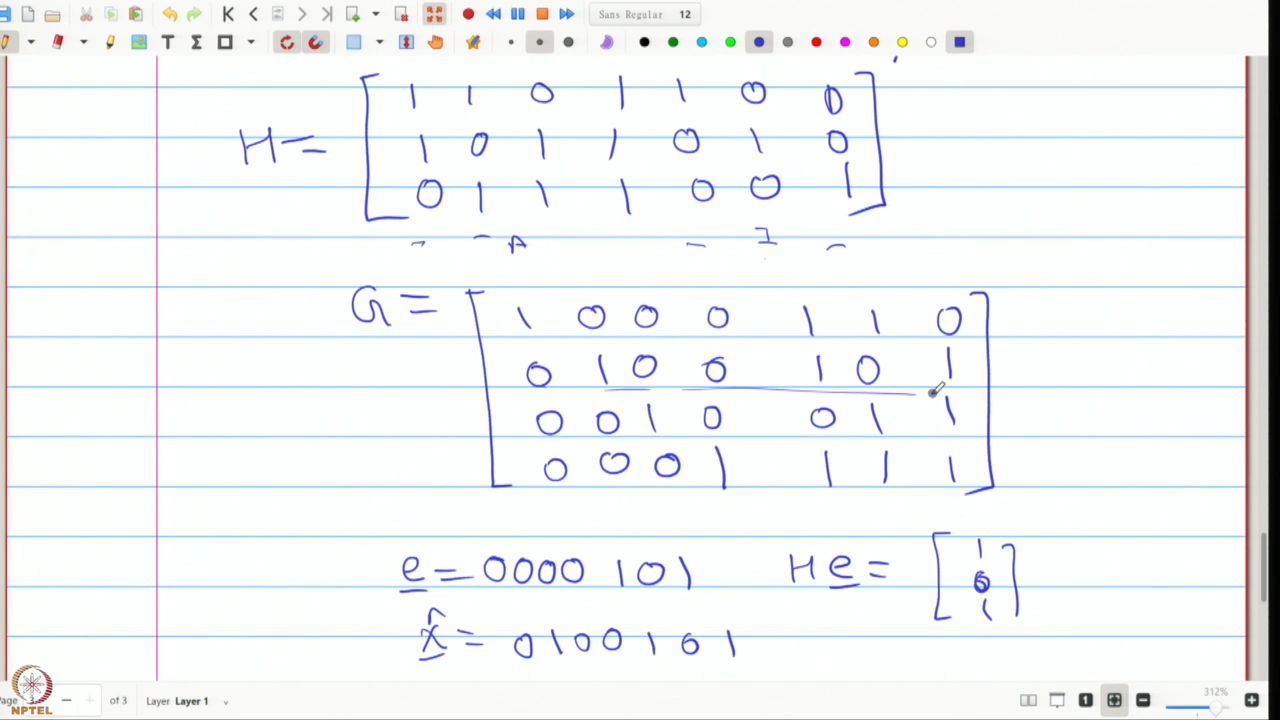 Sans Regular 12
1 1 0 1 1 0 0
H = 1 0 1 1 0 1 0
0 1 1 1 0 0 1
A I
G = 1 0 0 0 1 1 0
0 1 0 0 1 0 1
0 0 1 0 0 1 1
0 0 0 1 1 1 1
e = 0000 101 H e = [1 0 1]
x̂ = 0100101
Page 3 of 3 Layer Layer 1 1 312%
NPTEL